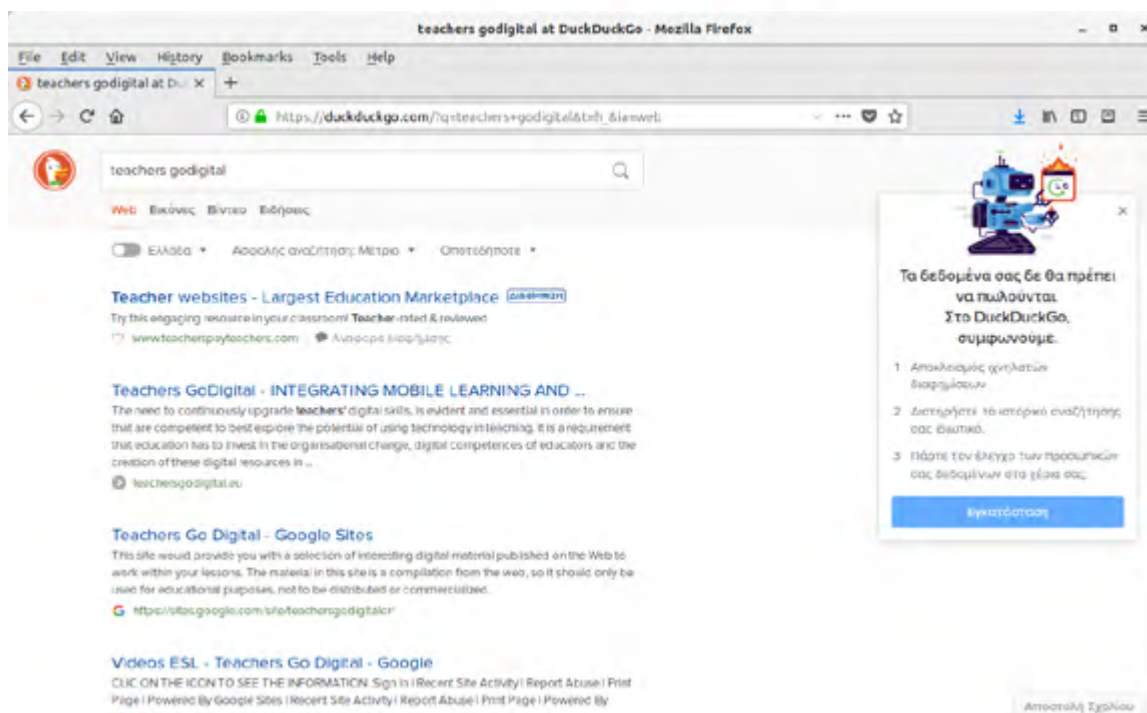 teachers godigital at DuckDuckGo - Mozilla Firefox
File Edit View History Bookmarks Tools Help
teachers godigital at Du
https://duckduckgo.com/?q=teachers+godigital&t=h_&ia=web
teachers godigital
Web Εικόνες Βίντεο Ειδήσεις
Ελλάδα Ασφαλής αναζήτηση: Μέτριο Οποτεδήποτε
Teacher websites - Largest Education Marketplace
Try this engaging resource in your classroom! Teacher-rated & reviewed
www.teacherspayteachers.com Αναφορά διαφήμισης
Teachers GoDigital - INTEGRATING MOBILE LEARNING AND ...
The need to continuously upgrade teachers' digital skills, is evident and essential in order to ensure
that are competent to best explore the potential of using technology in teaching. It is a requirement
that education has to invest in the organisational change, digital competences of educators and the
creation of these digital resources in ...
teachersgodigital.eu
Teachers Go Digital - Google Sites
This site would provide you with a selection of interesting digital material published on the Web to
work within your lessons. The material in this site is a compilation from the web, so it should only be
used for educational purposes, not to be distributed or commercialized.
https://sites.google.com/site/teachersgodigitalcr/
Videos ESL - Teachers Go Digital - Google
CLIC ON THE ICON TO SEE THE INFORMATION. Sign in | Recent Site Activity | Report Abuse | Print
Page | Powered By Google Sites | Recent Site Activity | Report Abuse | Print Page | Powered By
Τα δεδομένα σας δε θα πρέπει
να πωλούνται.
Στο DuckDuckGo,
συμφωνούμε.
1 Αποκλεισμός ιχνηλατών
διαφημίσεων
2 Διατηρήστε το ιστορικό αναζήτησης
σας ιδιωτικό.
3 Πάρτε τον έλεγχο των προσωπικών
σας δεδομένων στα χέρια σας.
Εγκατάσταση
Αποστολή Σχολίου